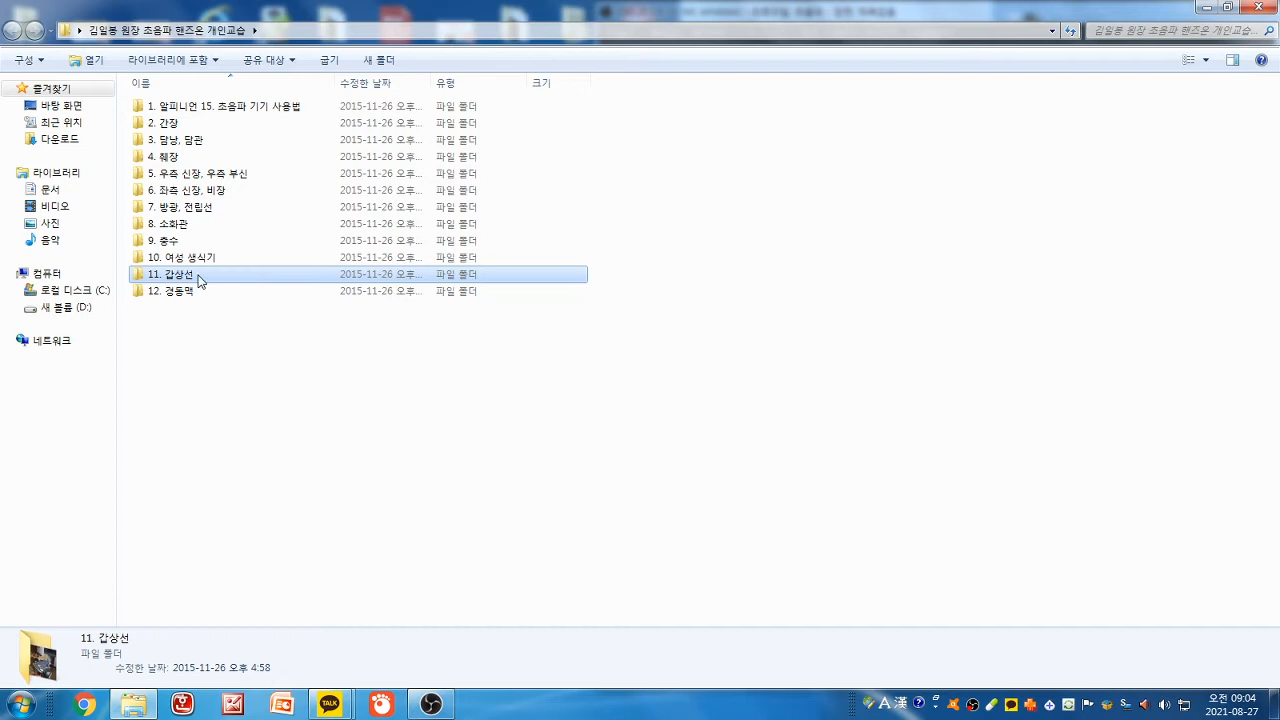 김일봉 원장 초음파 핸즈온 개인교습
김일봉 원장 초음파 핸즈온 개인교습 ...
구성
열기
라이브러리에 포함
공유 대상
굽기
새 폴더
이름
수정한 날짜
유형
크기
즐겨찾기
바탕 화면
최근 위치
다운로드
라이브러리
문서
비디오
사진
음악
컴퓨터
로컬 디스크 (C:)
새 볼륨 (D:)
네트워크
1. 알피니언 15. 초음파 기기 사용법 2015-11-26 오후... 파일 폴더
2. 간장 2015-11-26 오후... 파일 폴더
3. 담낭, 담관 2015-11-26 오후... 파일 폴더
4. 췌장 2015-11-26 오후... 파일 폴더
5. 우측 신장, 우측 부신 2015-11-26 오후... 파일 폴더
6. 좌측 신장, 비장 2015-11-26 오후... 파일 폴더
7. 방광, 전립선 2015-11-26 오후... 파일 폴더
8. 소화관 2015-11-26 오후... 파일 폴더
9. 충수 2015-11-26 오후... 파일 폴더
10. 여성 생식기 2015-11-26 오후... 파일 폴더
11. 갑상선 2015-11-26 오후... 파일 폴더
12. 경동맥 2015-11-26 오후... 파일 폴더
11. 갑상선
파일 폴더
수정한 날짜: 2015-11-26 오후 4:58
TALK
A 漢
오전 09:04
2021-08-27